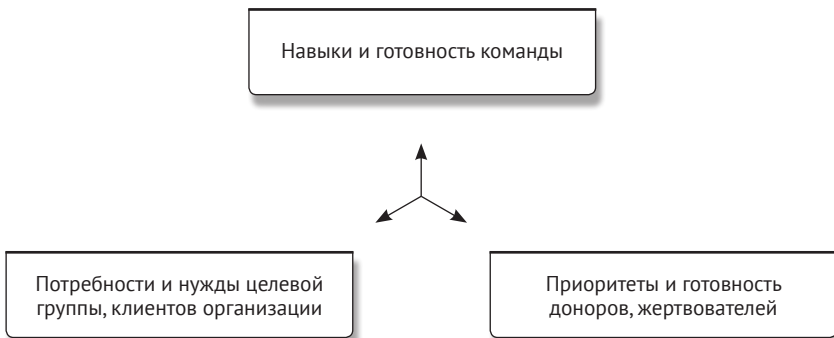 Навыки и готовность команды
Потребности и нужды целевой
группы, клиентов организации
Приоритеты и готовность
доноров, жертвователей